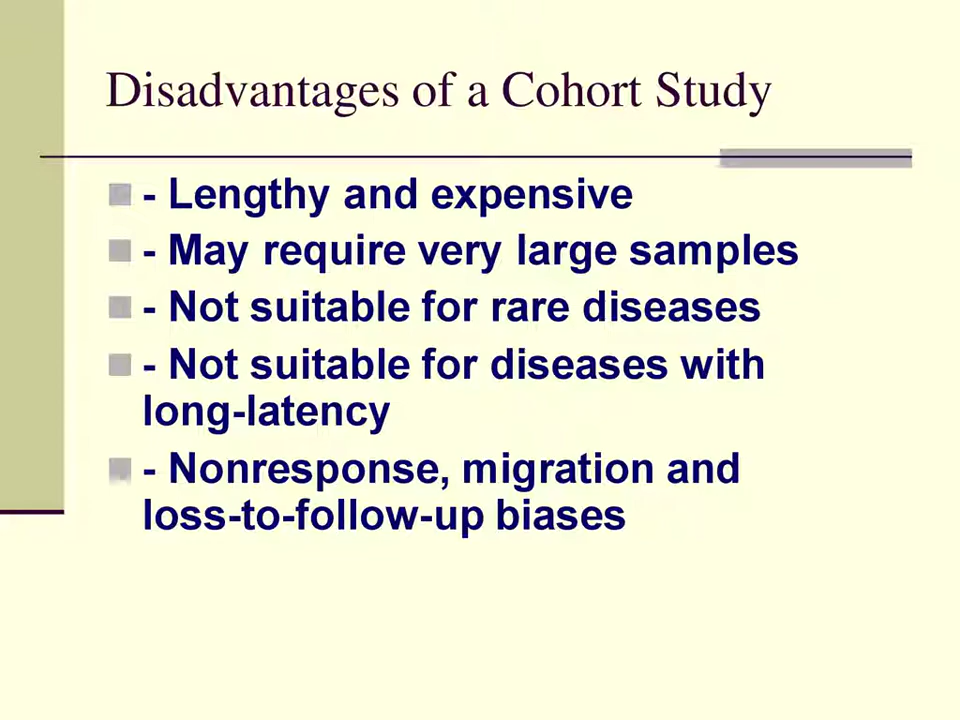 Disadvantages of a Cohort Study
- Lengthy and expensive
- May require very large samples
- Not suitable for rare diseases
- Not suitable for diseases with
long-latency
- Nonresponse, migration and
loss-to-follow-up biases